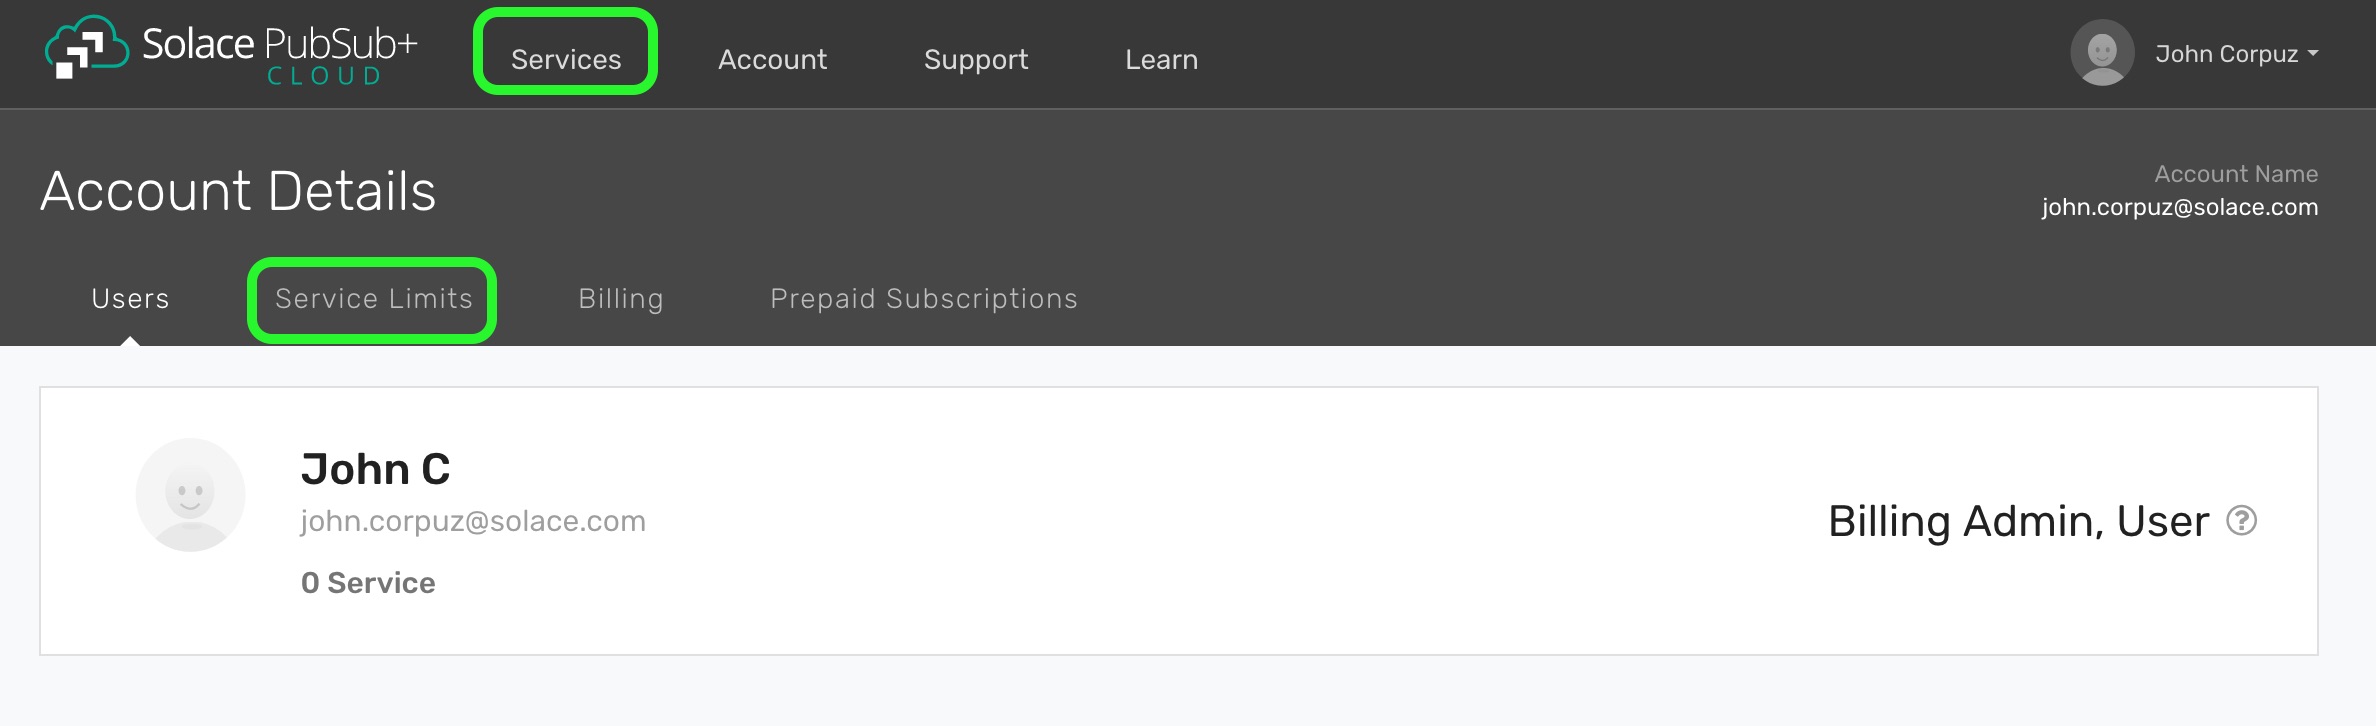 Solace PubSub+
CLOUD
Services
Account
Support
Learn
John Corpuz
Account Details
Account Name
john.corpuz@solace.com
Users
Service Limits
Billing
Prepaid Subscriptions
John C
john.corpuz@solace.com
0 Service
Billing Admin, User ?